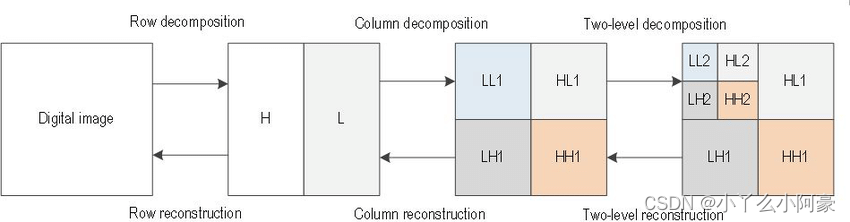 Row decomposition
Column decomposition
Two-level decomposition
Digital image
H
L
LL1
HL1
LH1
HH1
LL2
HL2
LH2
HH2
HL1
LH1
HH1
Row reconstruction
Column reconstruction
Two-level reconstruction
CSDN @小丫么小阿豪